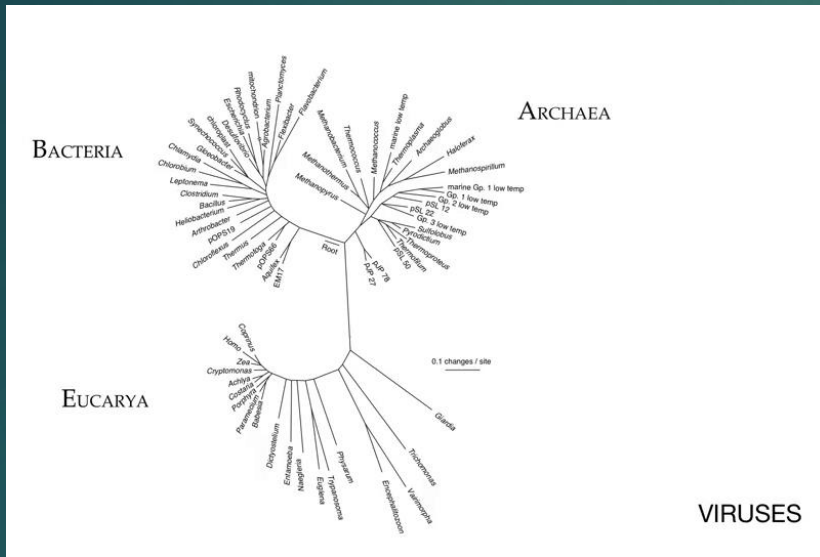 BACTERIA
ARCHAEA
EUCARYA
VIRUSES
Chlamydia
Chlorobium
Leptonema
Clostridium
Bacillus
Heliobacterium
Arthrobacter
pOPS19
Chloroflexus
Thermus
Thermotoga
pOPS66
Aquifex
EM17
Gloeobacter
Synechococcus
chloroplast
Desulfovibrio
Escherichia
Rhodocyclus
mitochondrion
Agrobacterium
Planctomyces
Flexibacter
Flavobacterium
Root
Methanopyrus
Methanothermus
Methanobacterium
Thermococcus
Methanococcus
marine low temp
Thermoplasma
Archaeoglobus
Haloferax
Methanospirillum
marine Gp. 1 low temp
Gp. 1 low temp
Gp. 2 low temp
pSL 12
pSL 22
Gp. 3 low temp
Sulfolobus
Pyrodictium
Thermoproteus
Thermofilum
pSL 50
pJP 78
pJP 27
0.1 changes / site
Coprinus
Homo
Zea
Cryptomonas
Achlya
Costaria
Porphyra
Paramecium
Babesia
Dictyostelium
Entamoeba
Naegleria
Euglena
Trypanosoma
Physarum
Encephalitozoon
Vairimorpha
Trichomonas
Giardia